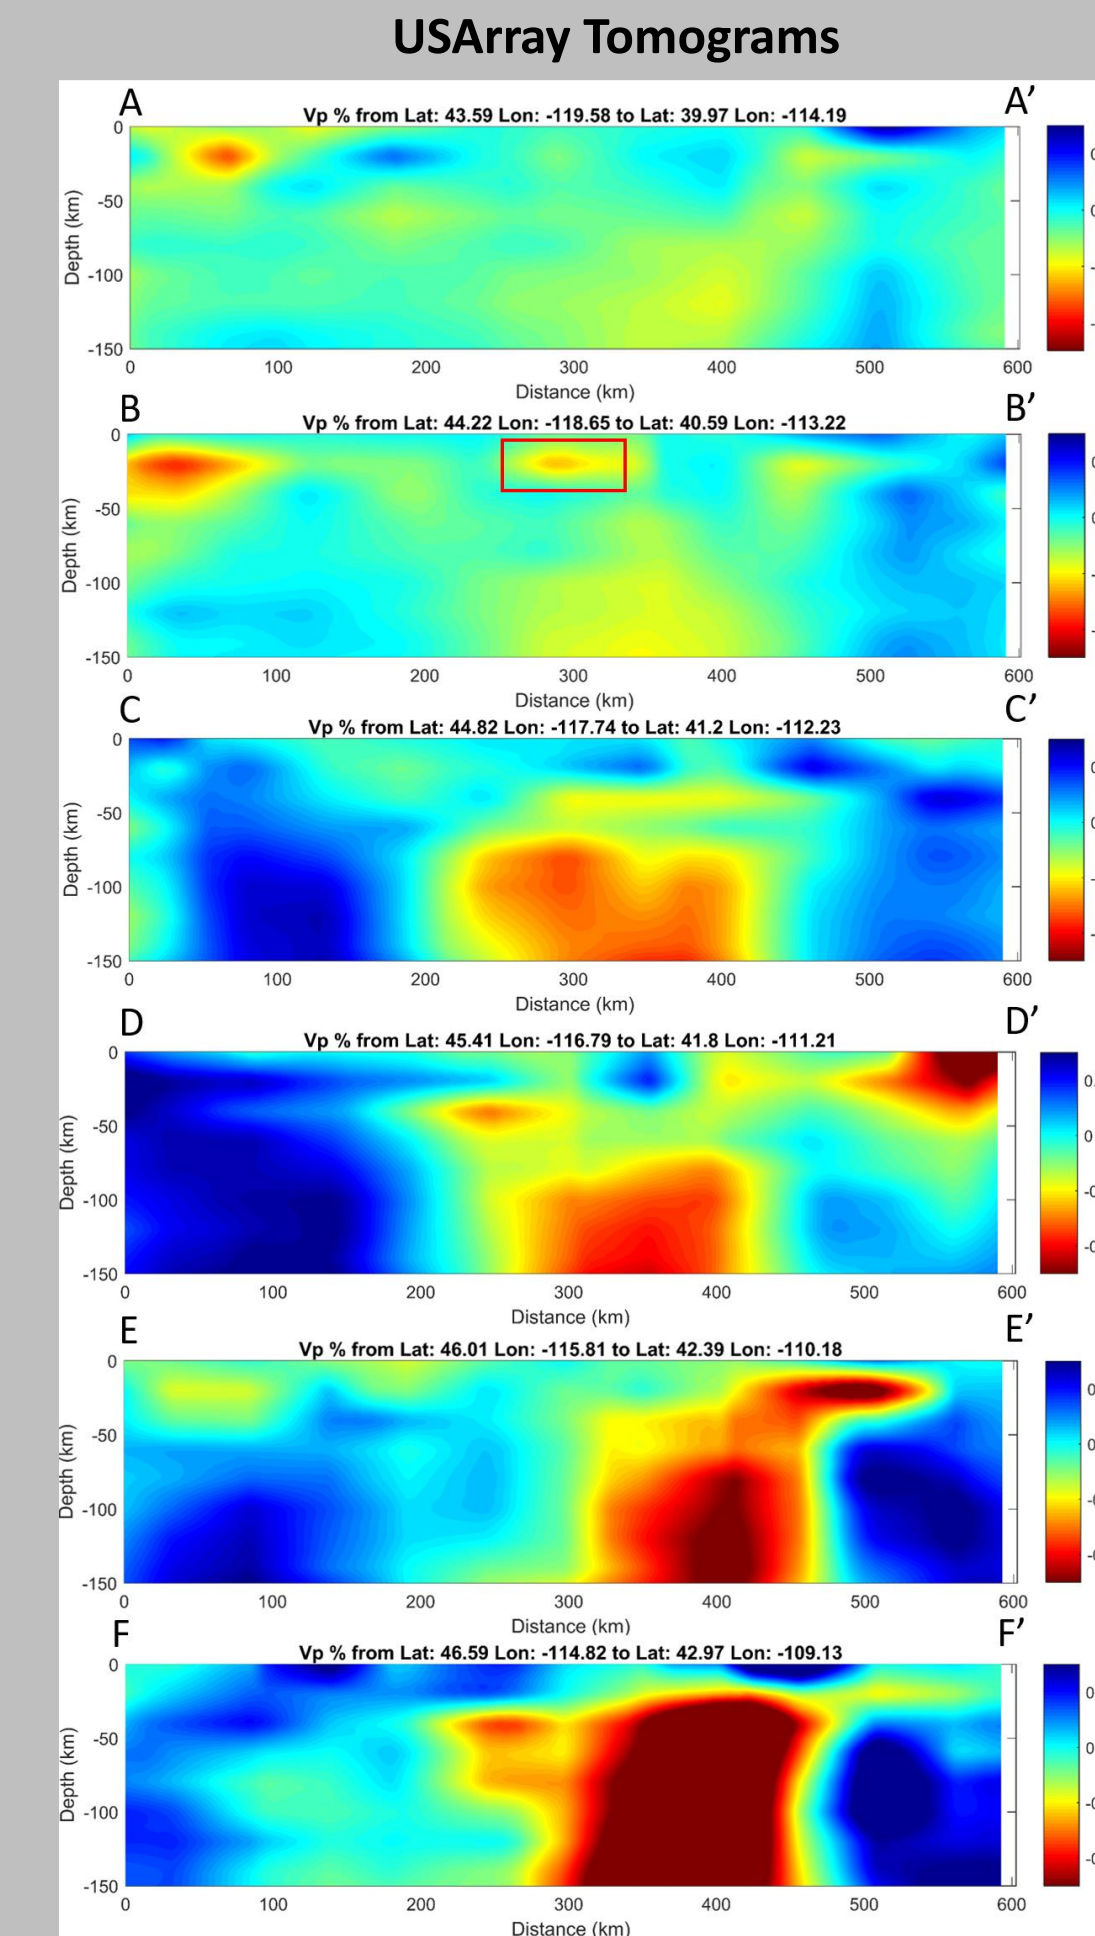 USArray Tomograms
A
A’
Vp % from Lat: 43.59 Lon: -119.58 to Lat: 39.97 Lon: -114.19
Depth (km)
0
-50
-100
-150
0 100 200 300 400 500 600
Distance (km)
B
B’
Vp % from Lat: 44.22 Lon: -118.65 to Lat: 40.59 Lon: -113.22
Depth (km)
0
-50
-100
-150
0 100 200 300 400 500 600
Distance (km)
C
C’
Vp % from Lat: 44.82 Lon: -117.74 to Lat: 41.2 Lon: -112.23
Depth (km)
0
-50
-100
-150
0 100 200 300 400 500 600
Distance (km)
D
D’
Vp % from Lat: 45.41 Lon: -116.79 to Lat: 41.8 Lon: -111.21
Depth (km)
0
-50
-100
-150
0 100 200 300 400 500 600
Distance (km)
0.
0
-0
-0
E
E’
Vp % from Lat: 46.01 Lon: -115.81 to Lat: 42.39 Lon: -110.18
Depth (km)
0
-50
-100
-150
0 100 200 300 400 500 600
Distance (km)
F
F’
Vp % from Lat: 46.59 Lon: -114.82 to Lat: 42.97 Lon: -109.13
Depth (km)
0
-50
-100
-150
0 100 200 300 400 500 600
Distance (km)